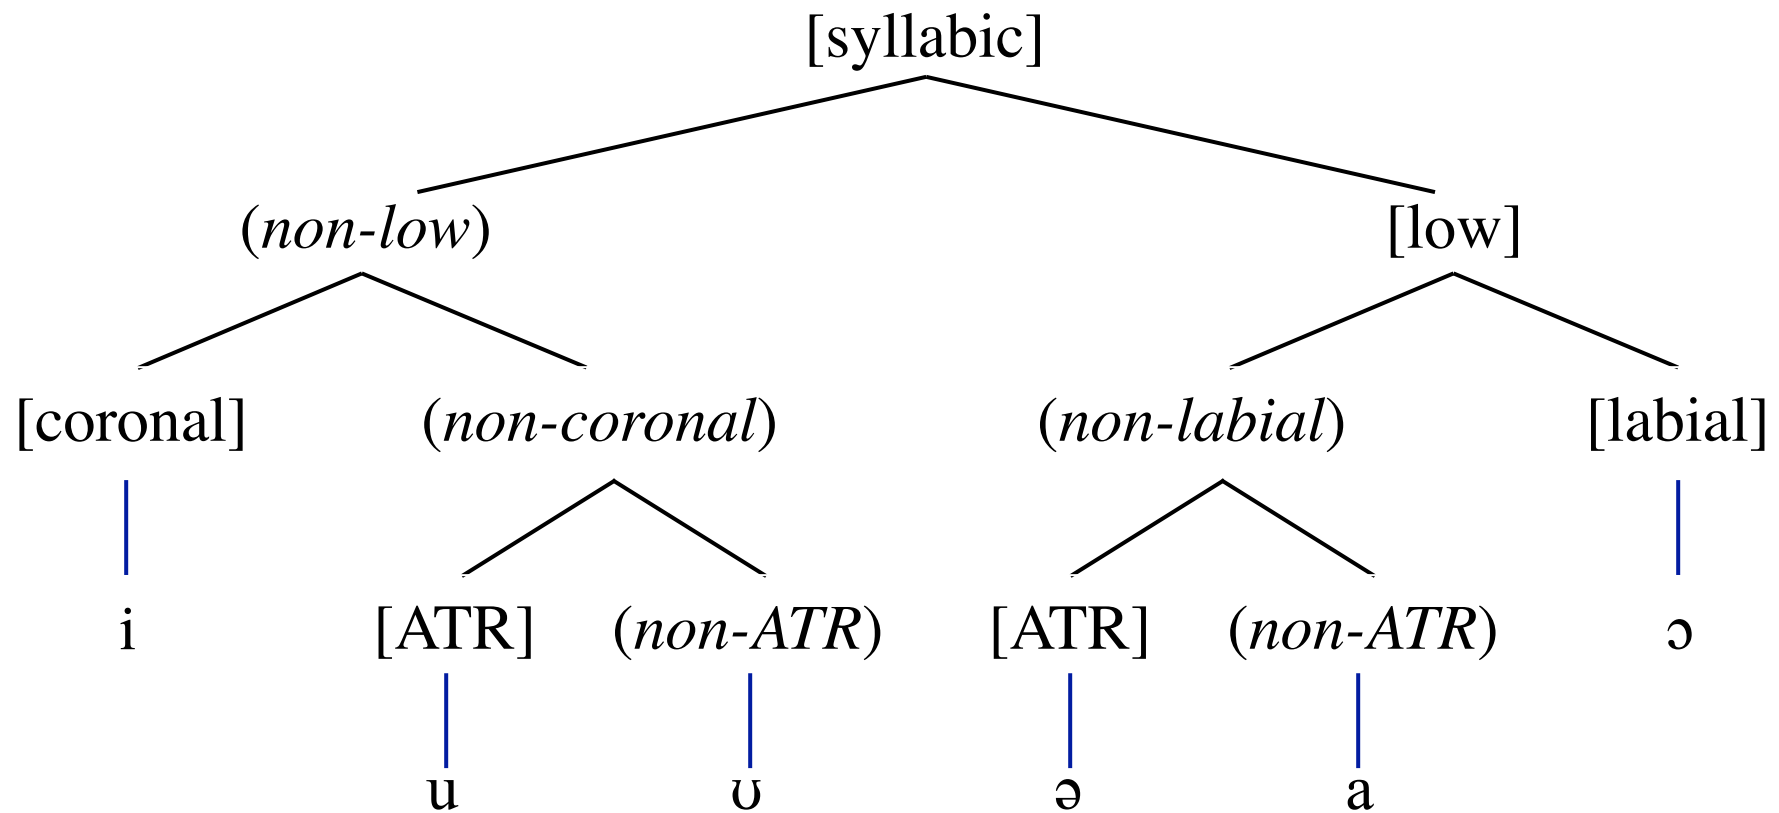 [syllabic]
(non-low) [low]
[coronal] (non-coronal) (non-labial) [labial]
i [ATR] (non-ATR) [ATR] (non-ATR) ɔ
u ʊ ə a